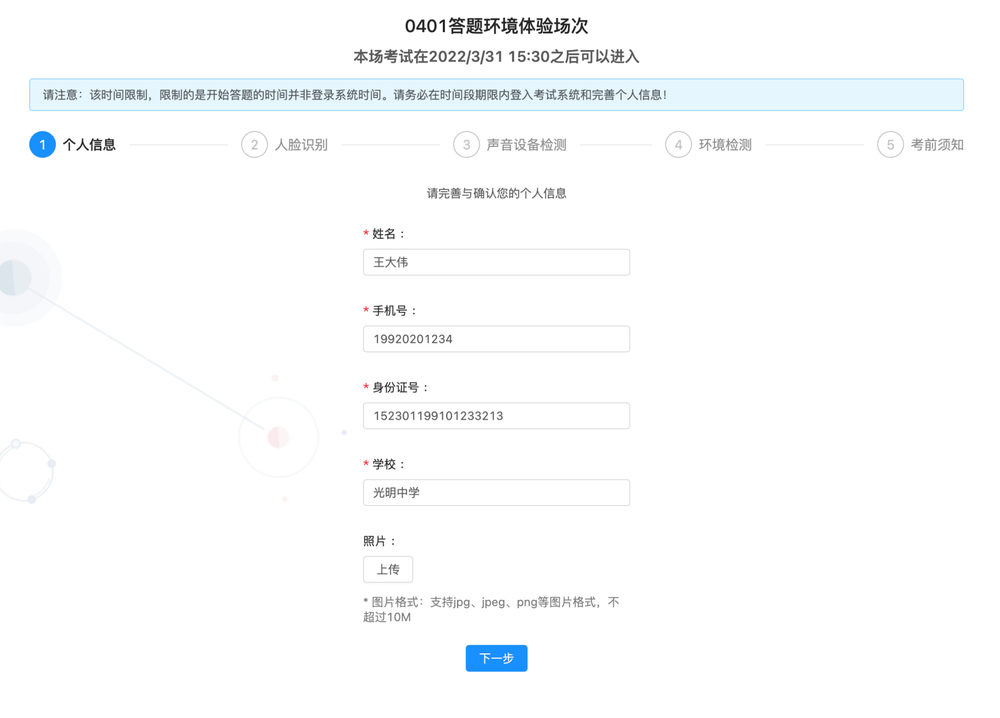 0401答题环境体验场次
本场考试在2022/3/31 15:30之后可以进入
请注意：该时间限制，限制的是开始答题的时间并非登录系统时间。请务必在时间段期限内登入考试系统和完善个人信息！
1 个人信息 2 人脸识别 3 声音设备检测 4 环境检测 5 考前须知
请完善与确认您的个人信息
* 姓名：
王大伟
* 手机号：
19920201234
* 身份证号：
152301199101233213
* 学校：
光明中学
照片：
上传
* 图片格式：支持jpg、jpeg、png等图片格式，不
超过10M
下一步